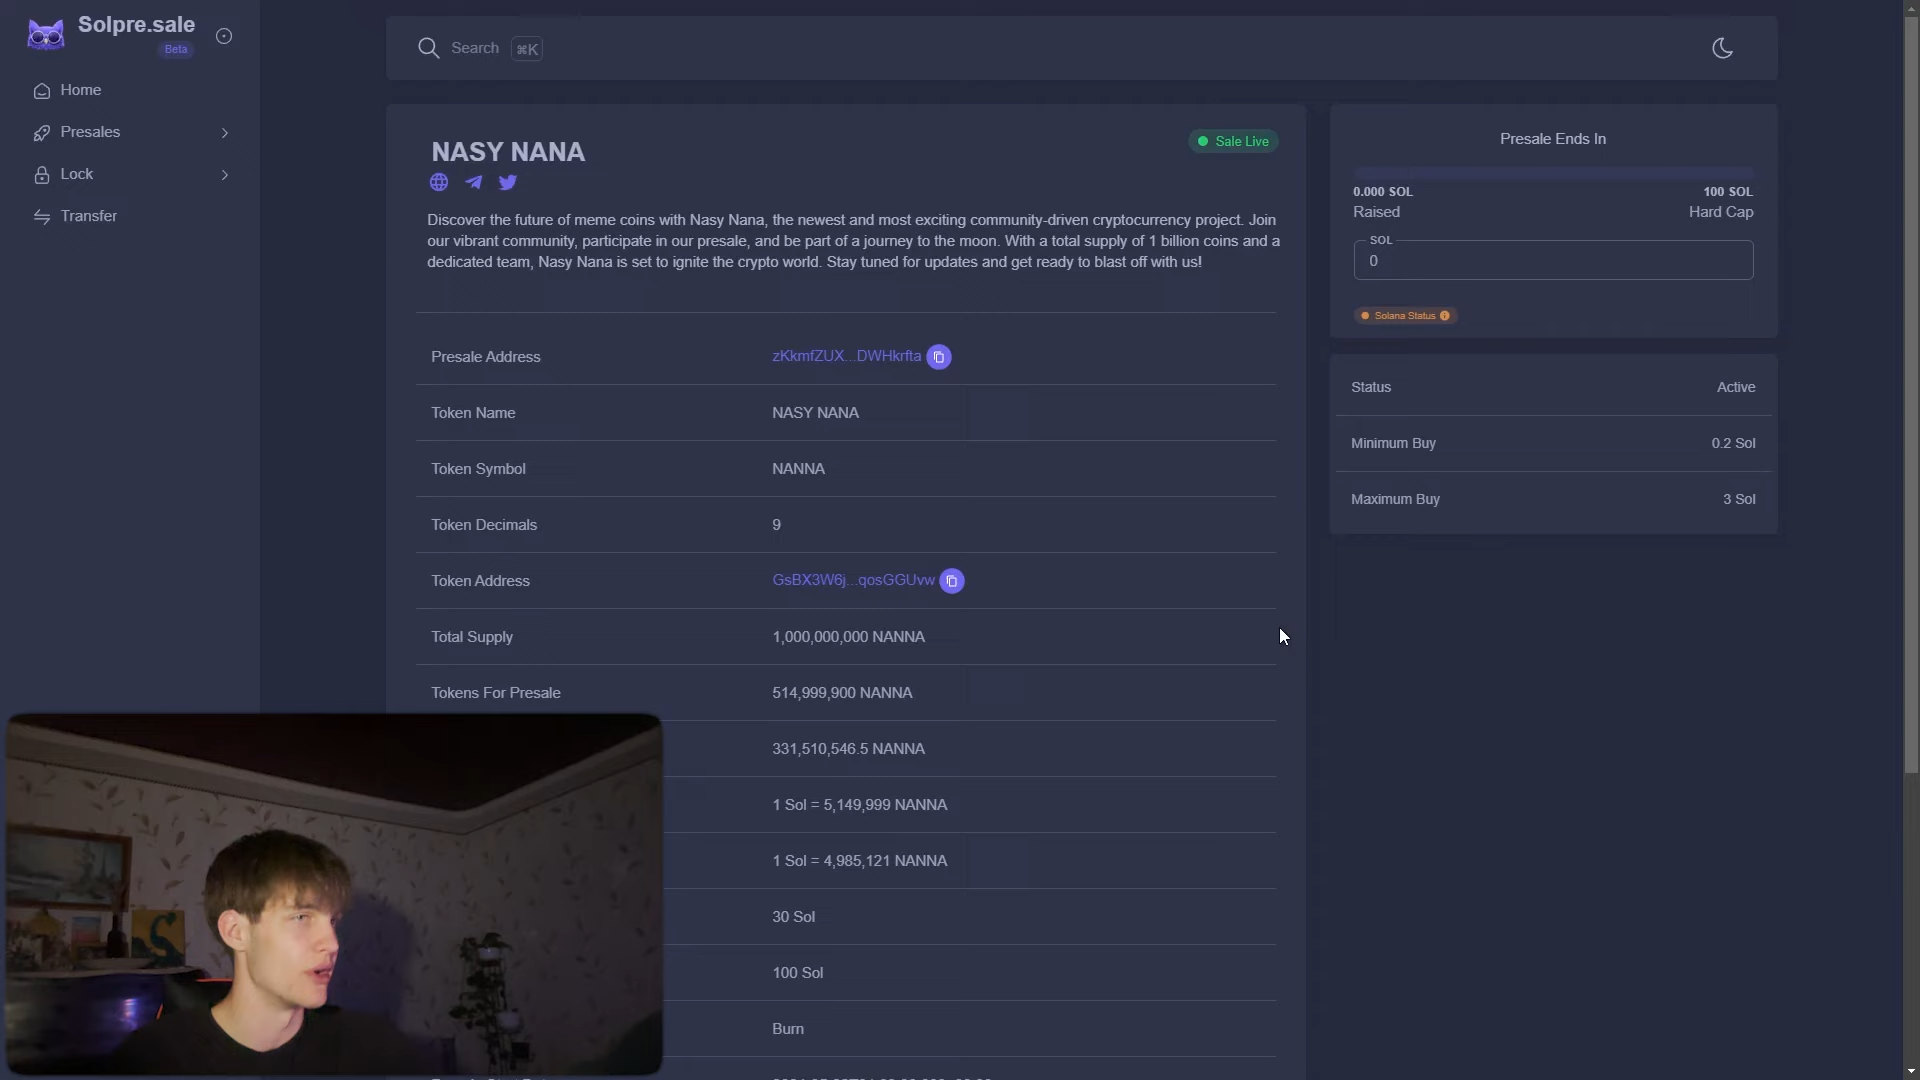 Solpre.sale
Beta
Home
Presales
Lock
Transfer
Search ⌘K
NASY NANA
Sale Live
Discover the future of meme coins with Nasy Nana, the newest and most exciting community-driven cryptocurrency project. Join
our vibrant community, participate in our presale, and be part of a journey to the moon. With a total supply of 1 billion coins and a
dedicated team, Nasy Nana is set to ignite the crypto world. Stay tuned for updates and get ready to blast off with us!
Presale Address zKkmfZUX...DWHkrfta
Token Name NASY NANA
Token Symbol NANNA
Token Decimals 9
Token Address GsBX3W6j...qosGGUvw
Total Supply 1,000,000,000 NANNA
Tokens For Presale 514,999,900 NANNA
331,510,546.5 NANNA
1 Sol = 5,149,999 NANNA
1 Sol = 4,985,121 NANNA
30 Sol
100 Sol
Burn
Presale Ends In
0.000 SOL 100 SOL
Raised Hard Cap
SOL
0
Solana Status
Status Active
Minimum Buy 0.2 Sol
Maximum Buy 3 Sol